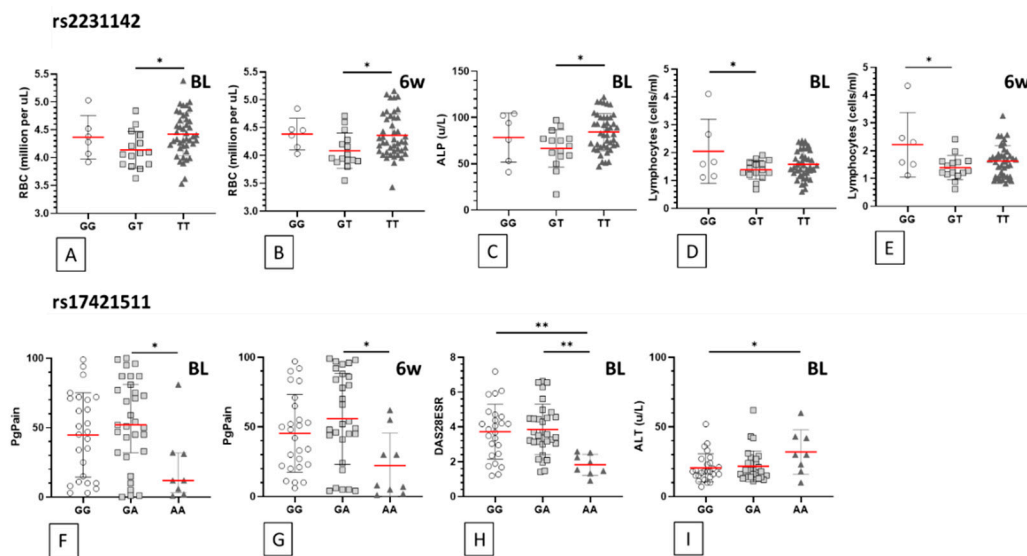 rs2231142
RBC (million per uL)
5.5
5.0
4.5
4.0
3.5
3.0
*
BL
GG GT TT
A
RBC (million per uL)
5.5
5.0
4.5
4.0
3.5
3.0
*
6w
GG GT TT
B
ALP (u/L)
150
100
50
0
*
BL
GG GT TT
C
Lymphocytes (cells/ml)
5
4
3
2
1
0
*
BL
GG GT TT
D
Lymphocytes (cells/ml)
5
4
3
2
1
0
*
6w
GG GT TT
E
rs17421511
PgPain
100
50
0
*
BL
GG GA AA
F
PgPain
100
50
0
*
6w
GG GA AA
G
DAS28ESR
8
6
4
2
0
**
**
BL
GG GA AA
H
ALT (u/L)
100
50
0
*
BL
GG GA AA
I